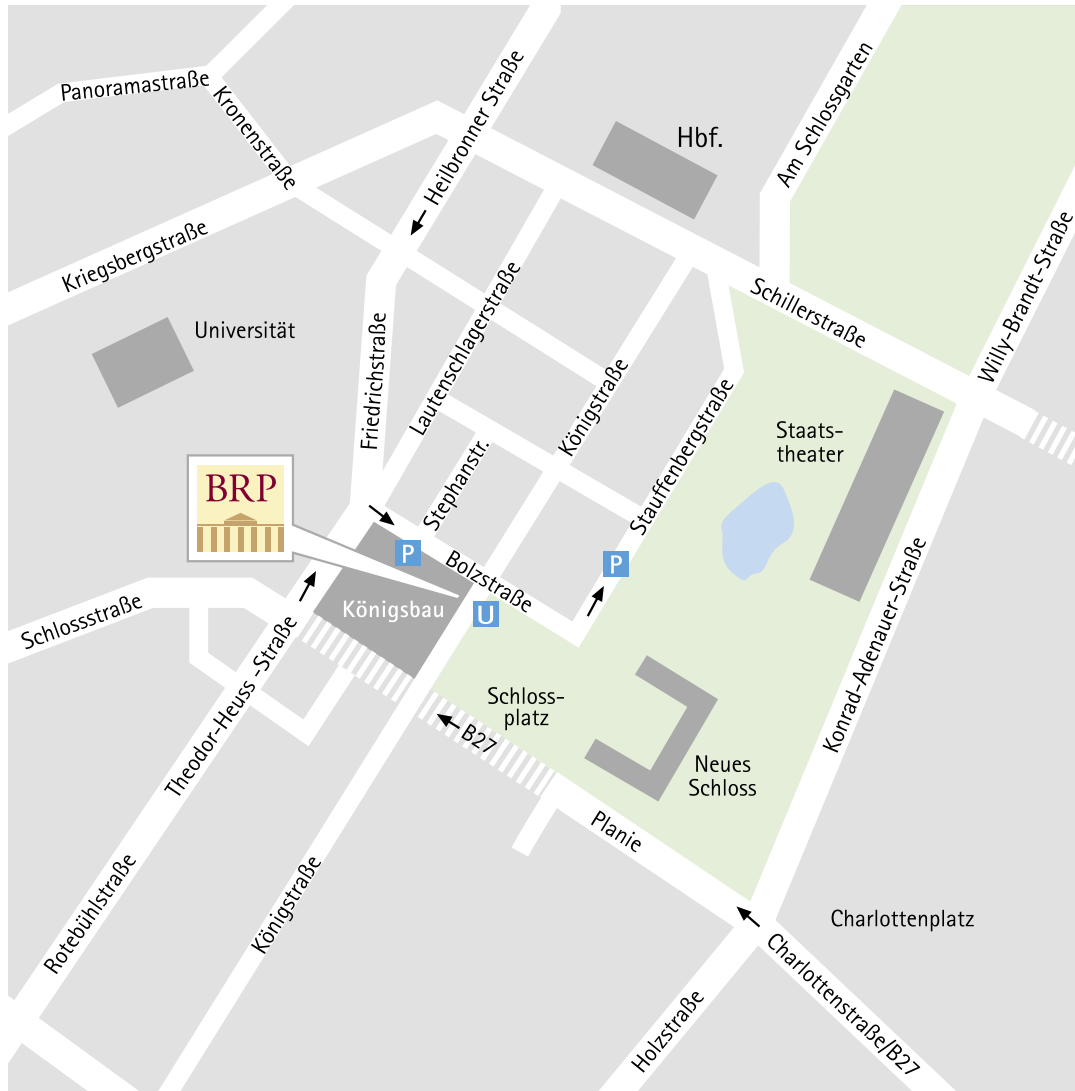 Panoramastraße
Kronenstraße
Heilbronner Straße
Hbf.
Am Schlossgarten
Kriegsbergstraße
Willy-Brandt-Straße
Universität
Friedrichstraße
Lautenschlagerstraße
Schillerstraße
Königstraße
Stauffenbergstraße
Staats-
theater
Stephanstr.
BRP
P
Bolzstraße
P
Königsbau
U
Schlossstraße
Konrad-Adenauer-Straße
Theodor-Heuss -Straße
Schloss-
platz
B27
Neues
Schloss
Planie
Rotebühlstraße
Königstraße
Charlottenplatz
Charlottenstraße/B27
Holzstraße